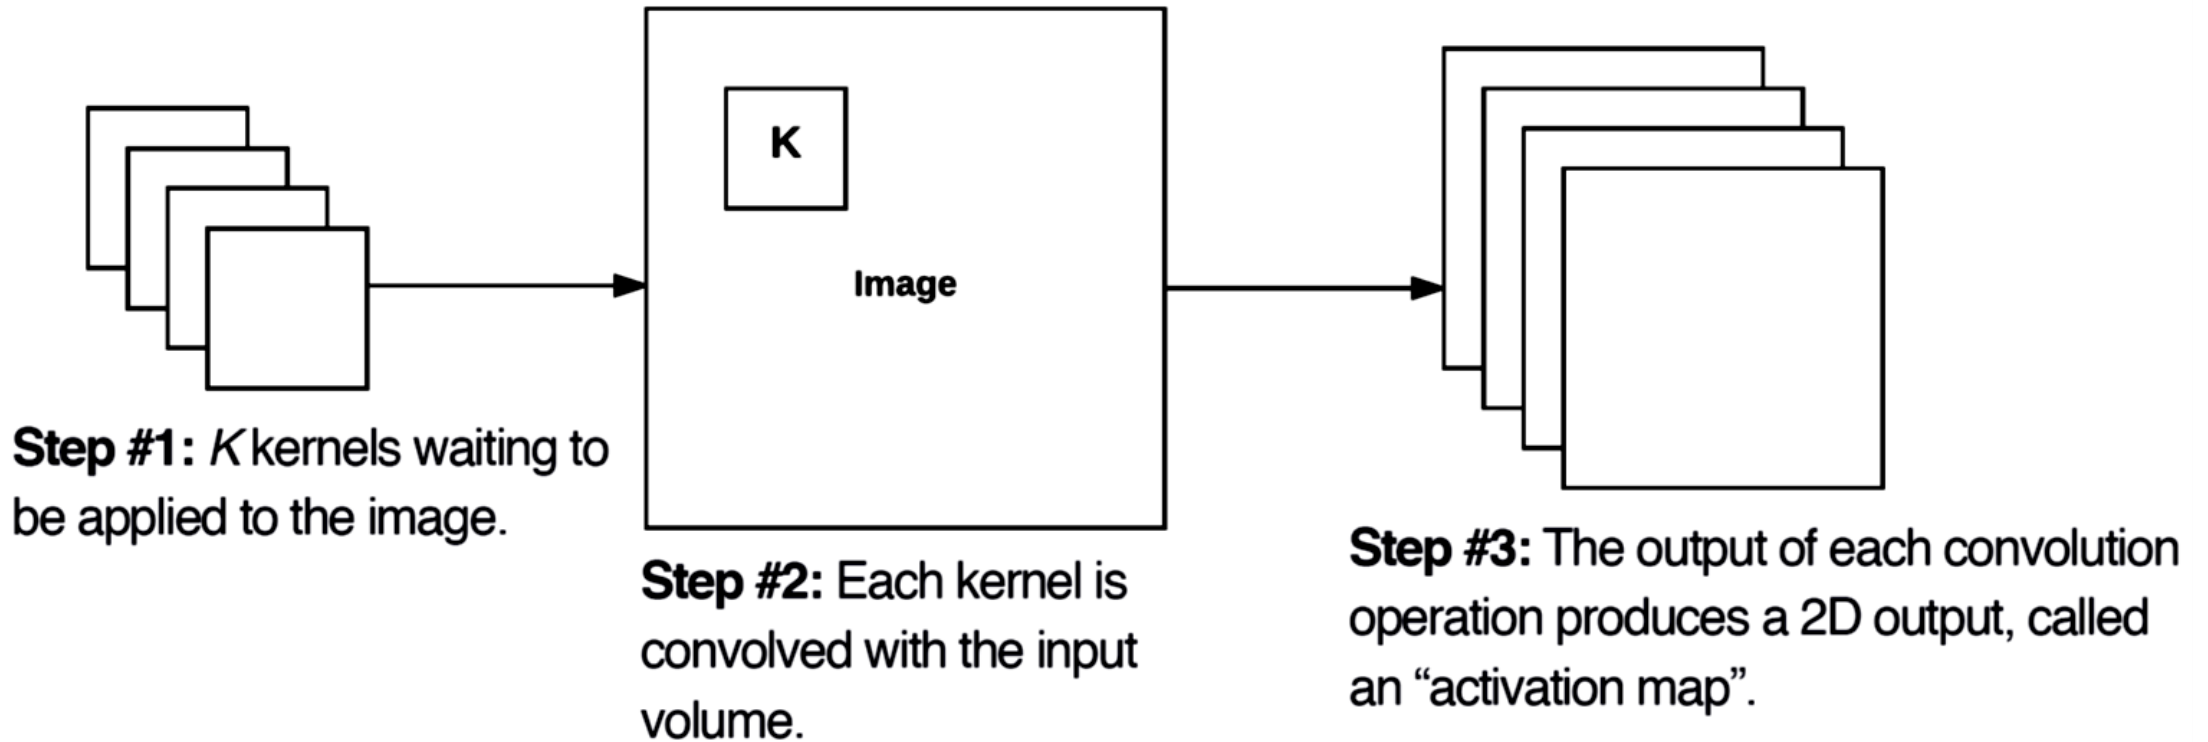 K
Image
Step #1: K kernels waiting to
be applied to the image.
Step #2: Each kernel is
convolved with the input
volume.
Step #3: The output of each convolution
operation produces a 2D output, called
an “activation map”.